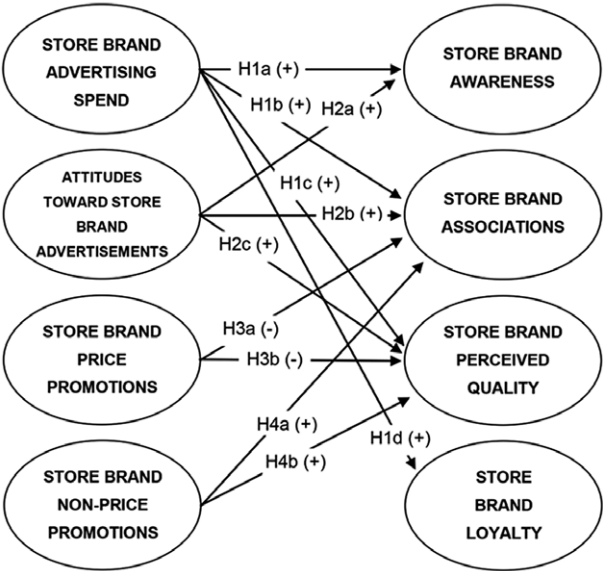 STORE BRAND
ADVERTISING
SPEND
H1a (+)
STORE BRAND
AWARENESS
H1b (+)
H2a (+)
ATTITUDES
TOWARD STORE
BRAND
ADVERTISEMENTS
H1c (+)
H2b (+)
H2c (+)
STORE BRAND
ASSOCIATIONS
STORE BRAND
PRICE
PROMOTIONS
H3a (-)
H3b (-)
STORE BRAND
PERCEIVED
QUALITY
H4a (+)
H4b (+)
H1d (+)
STORE BRAND
NON-PRICE
PROMOTIONS
STORE
BRAND
LOYALTY